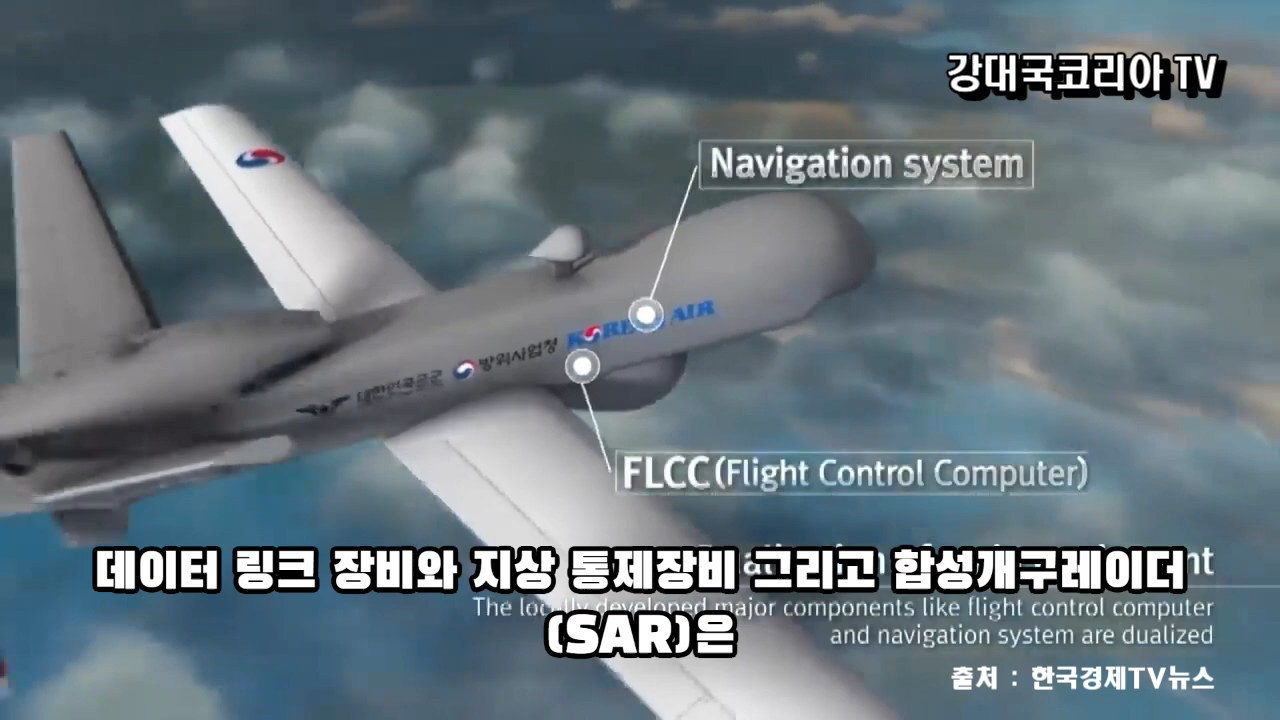 강대국코리아 TV
Navigation system
KOREAN AIR
방위사업청
대한민국공군
FLCC(Flight Control Computer)
데이터 링크 장비와 지상 통제장비 그리고 합성개구레이더
(SAR)은
The locally developed major components like flight control computer
and navigation system are dualized
출처 : 한국경제TV뉴스